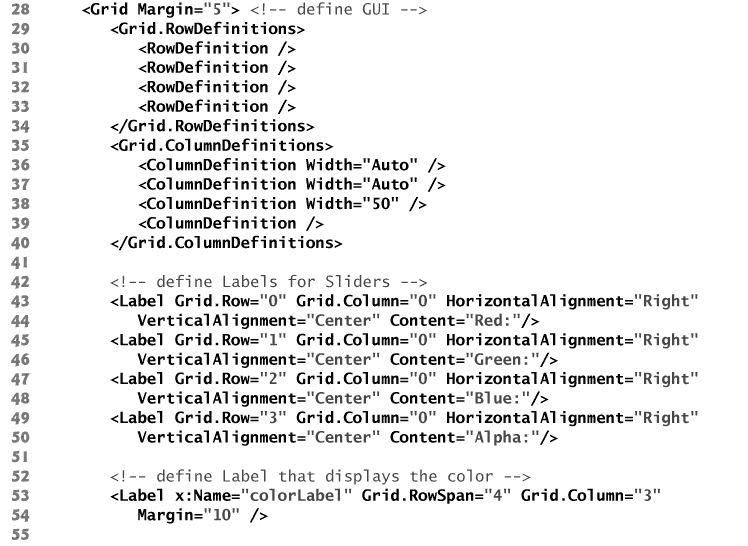 28 <Grid Margin="5"> <!-- define GUI -->
29 <Grid.RowDefinitions>
30 <RowDefinition />
31 <RowDefinition />
32 <RowDefinition />
33 <RowDefinition />
34 </Grid.RowDefinitions>
35 <Grid.ColumnDefinitions>
36 <ColumnDefinition Width="Auto" />
37 <ColumnDefinition Width="Auto" />
38 <ColumnDefinition Width="50" />
39 <ColumnDefinition />
40 </Grid.ColumnDefinitions>
41
42 <!-- define Labels for Sliders -->
43 <Label Grid.Row="0" Grid.Column="0" HorizontalAlignment="Right"
44 VerticalAlignment="Center" Content="Red:"/>
45 <Label Grid.Row="1" Grid.Column="0" HorizontalAlignment="Right"
46 VerticalAlignment="Center" Content="Green:"/>
47 <Label Grid.Row="2" Grid.Column="0" HorizontalAlignment="Right"
48 VerticalAlignment="Center" Content="Blue:"/>
49 <Label Grid.Row="3" Grid.Column="0" HorizontalAlignment="Right"
50 VerticalAlignment="Center" Content="Alpha:"/>
51
52 <!-- define Label that displays the color -->
53 <Label x:Name="colorLabel" Grid.RowSpan="4" Grid.Column="3"
54 Margin="10" />
55